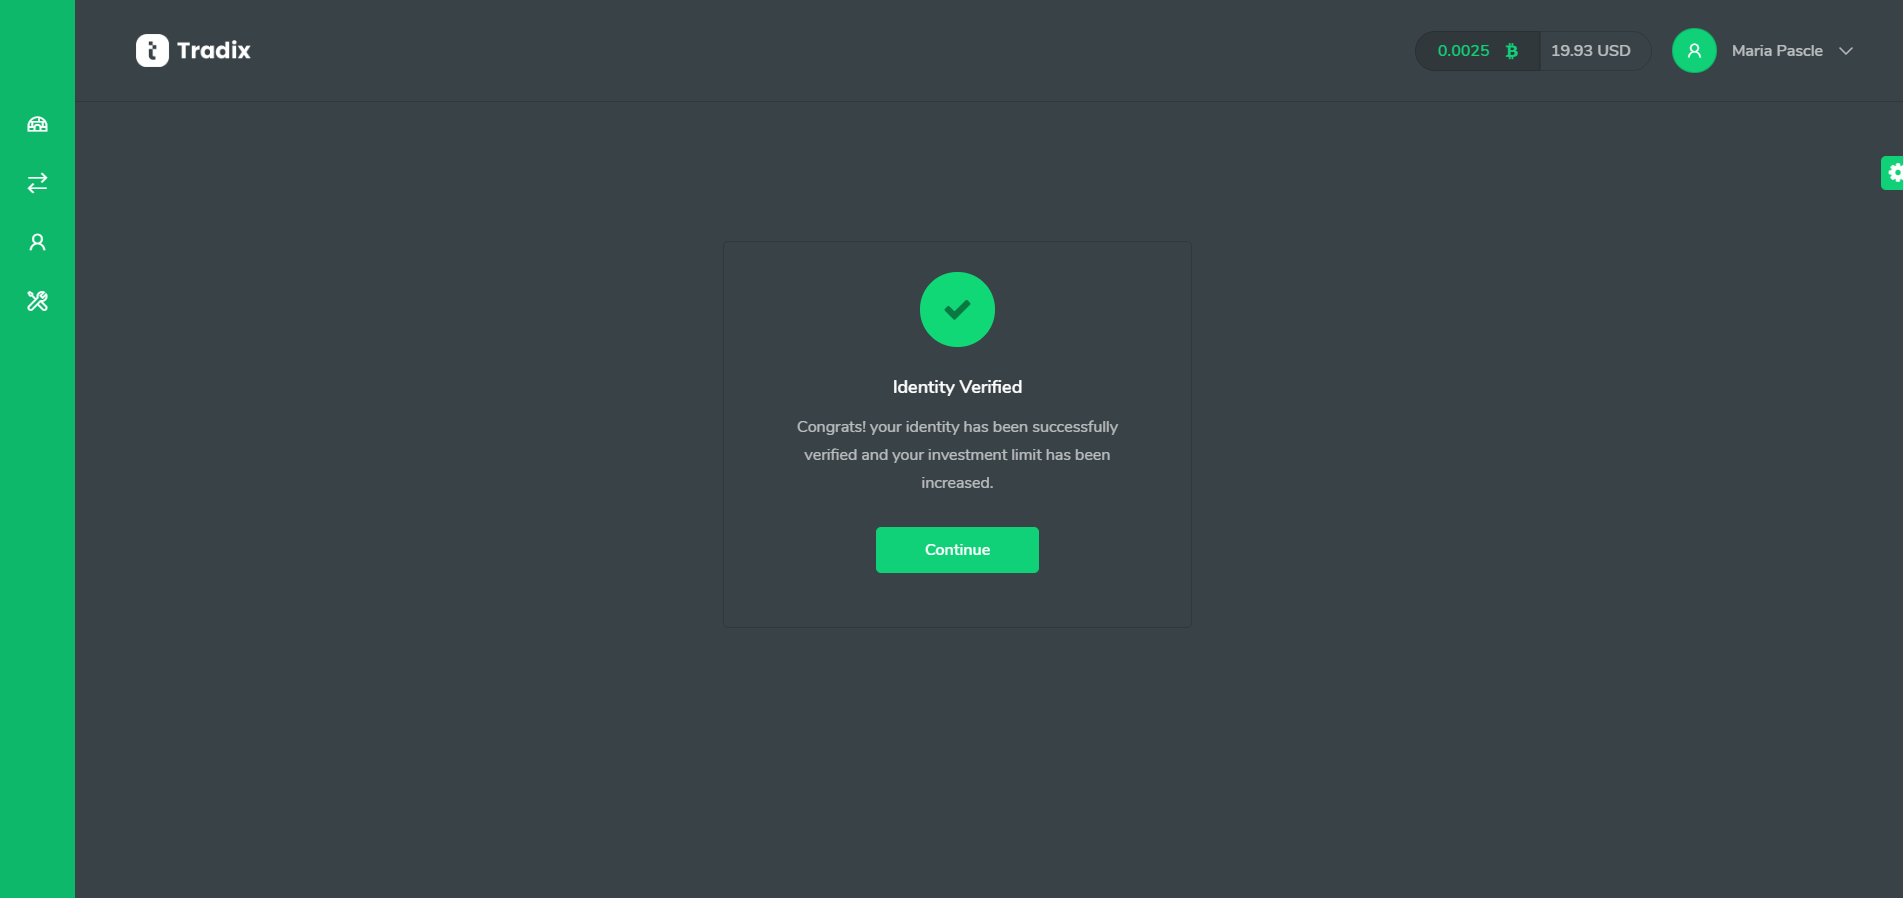 Tradix
0.0025 19.93 USD
Maria Pascle
Identity Verified
Congrats! your identity has been successfully
verified and your investment limit has been
increased.
Continue